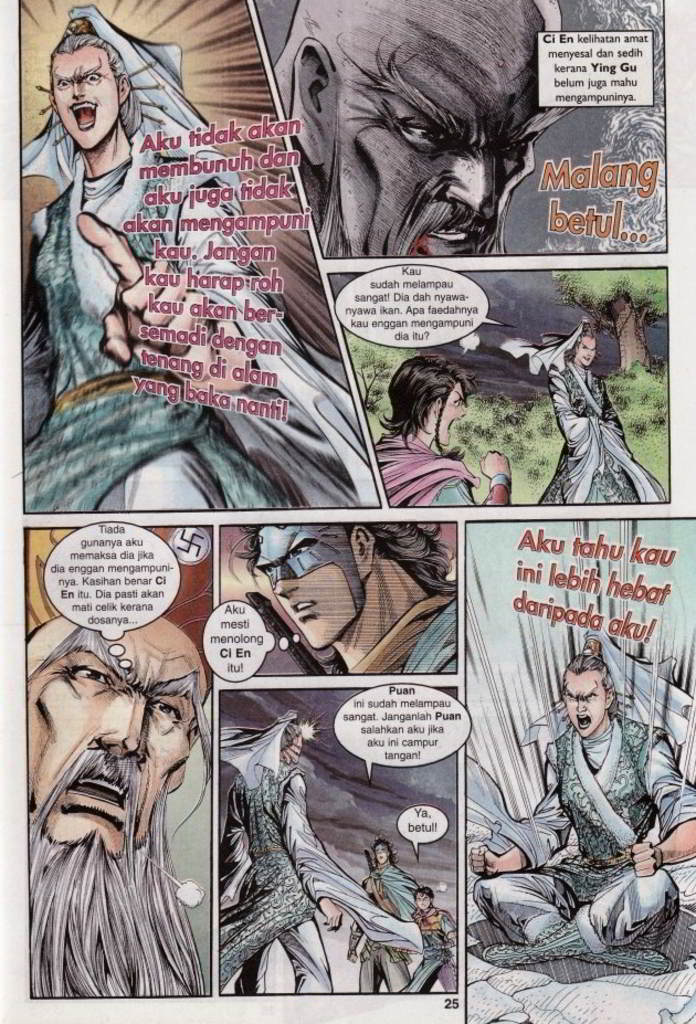 Aku tidak akan
membunuh dan
aku juga tidak
akan mengampuni
kau. Jangan
kau harap roh
kau akan ber-
semadi dengan
tenang di alam
yang baka nanti!
Ci En kelihatan amat
menyesal dan sedih
kerana Ying Gu
belum juga mahu
mengampuninya.
Malang
betul...
Kau
sudah melampau
sangat! Dia dah nyawa-
nyawa ikan. Apa faedahnya
kau enggan mengampuni
dia itu?
Tiada
gunanya aku
memaksa dia jika
dia enggan mengampuni-
nya. Kasihan benar Ci
En itu. Dia pasti akan
mati celik kerana
dosanya...
Aku
mesti
menolong
Ci En
itu!
Puan
ini sudah melampau
sangat. Janganlah Puan
salahkan aku jika
aku ini campur
tangan!
Ya,
betul!
Aku tahu kau
ini lebih hebat
daripada aku!
25